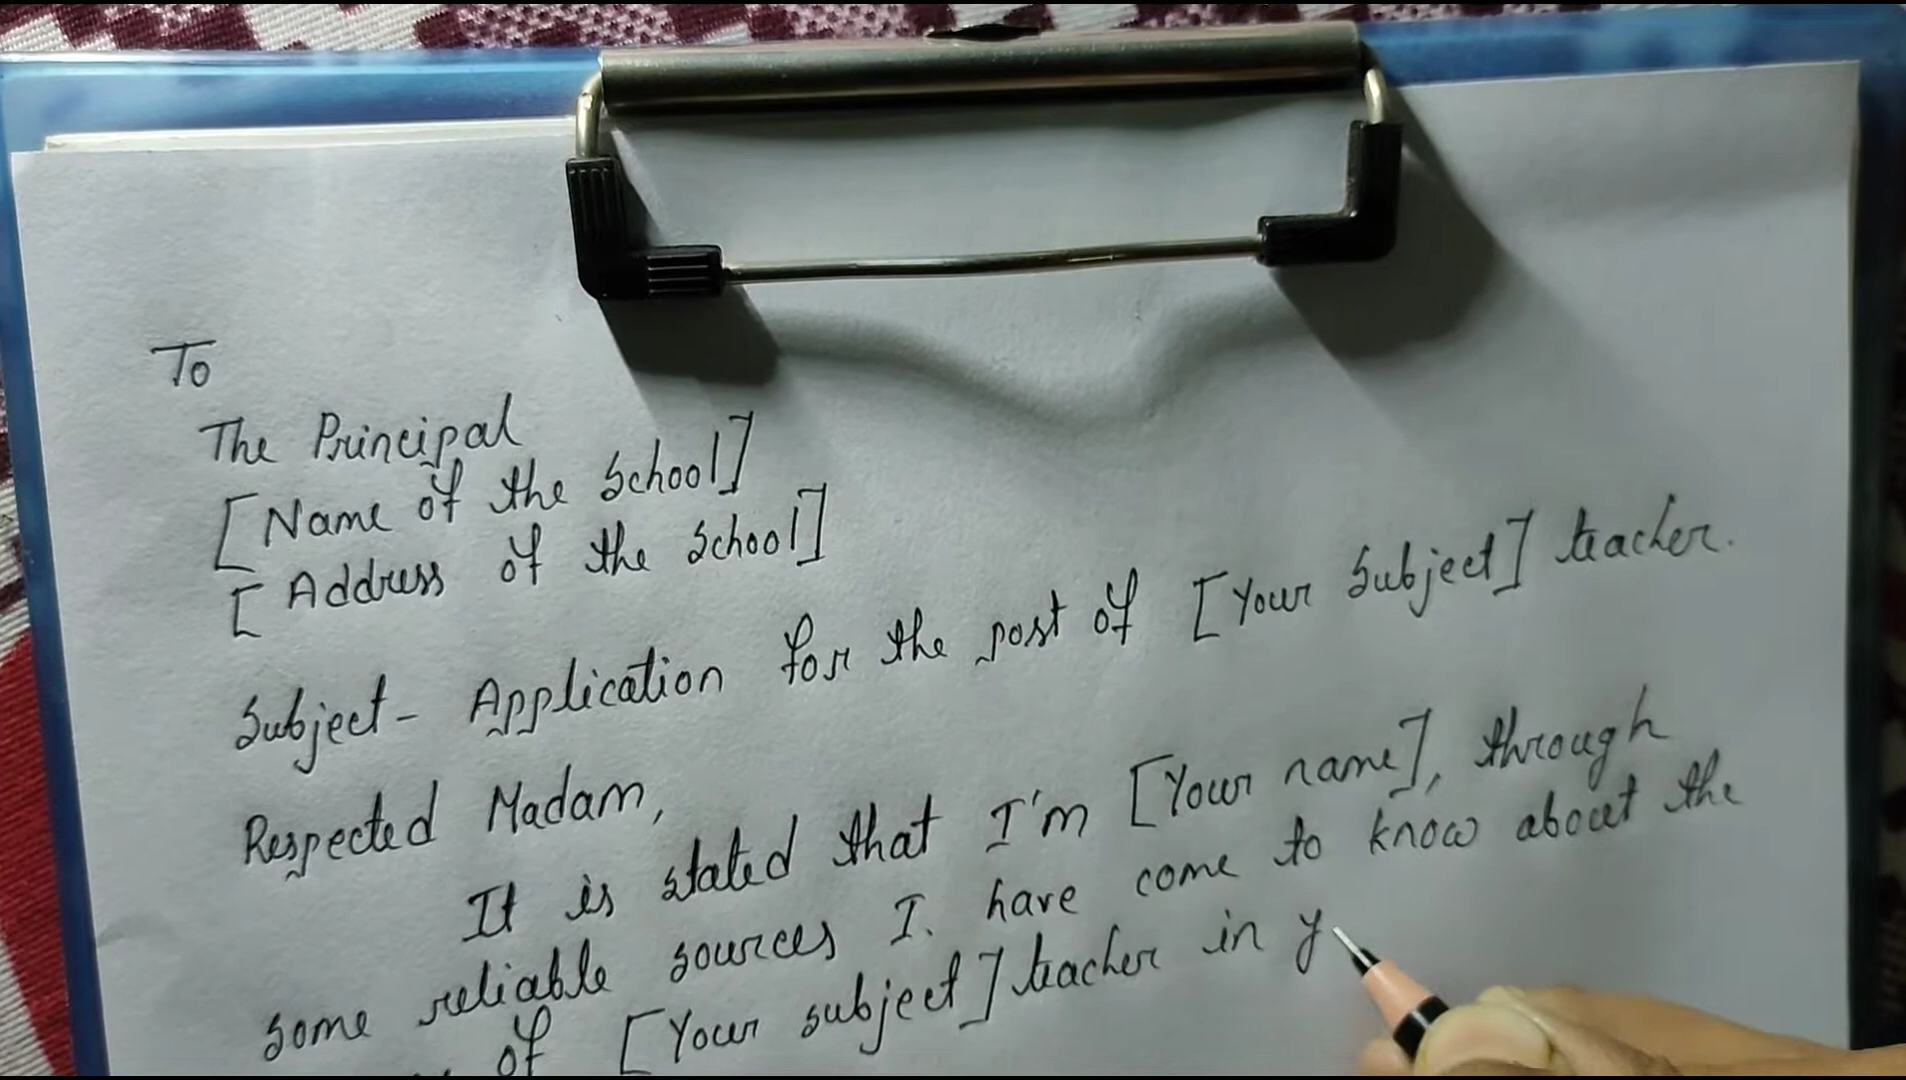 To
The Principal
[Name of the School]
[Address of the School]
Subject- Application for the post of [Your Subject] teacher.
Respected Madam,
It is stated that I'm [Your name], through
some reliable sources I have come to know about the
of [Your subject] teacher in y